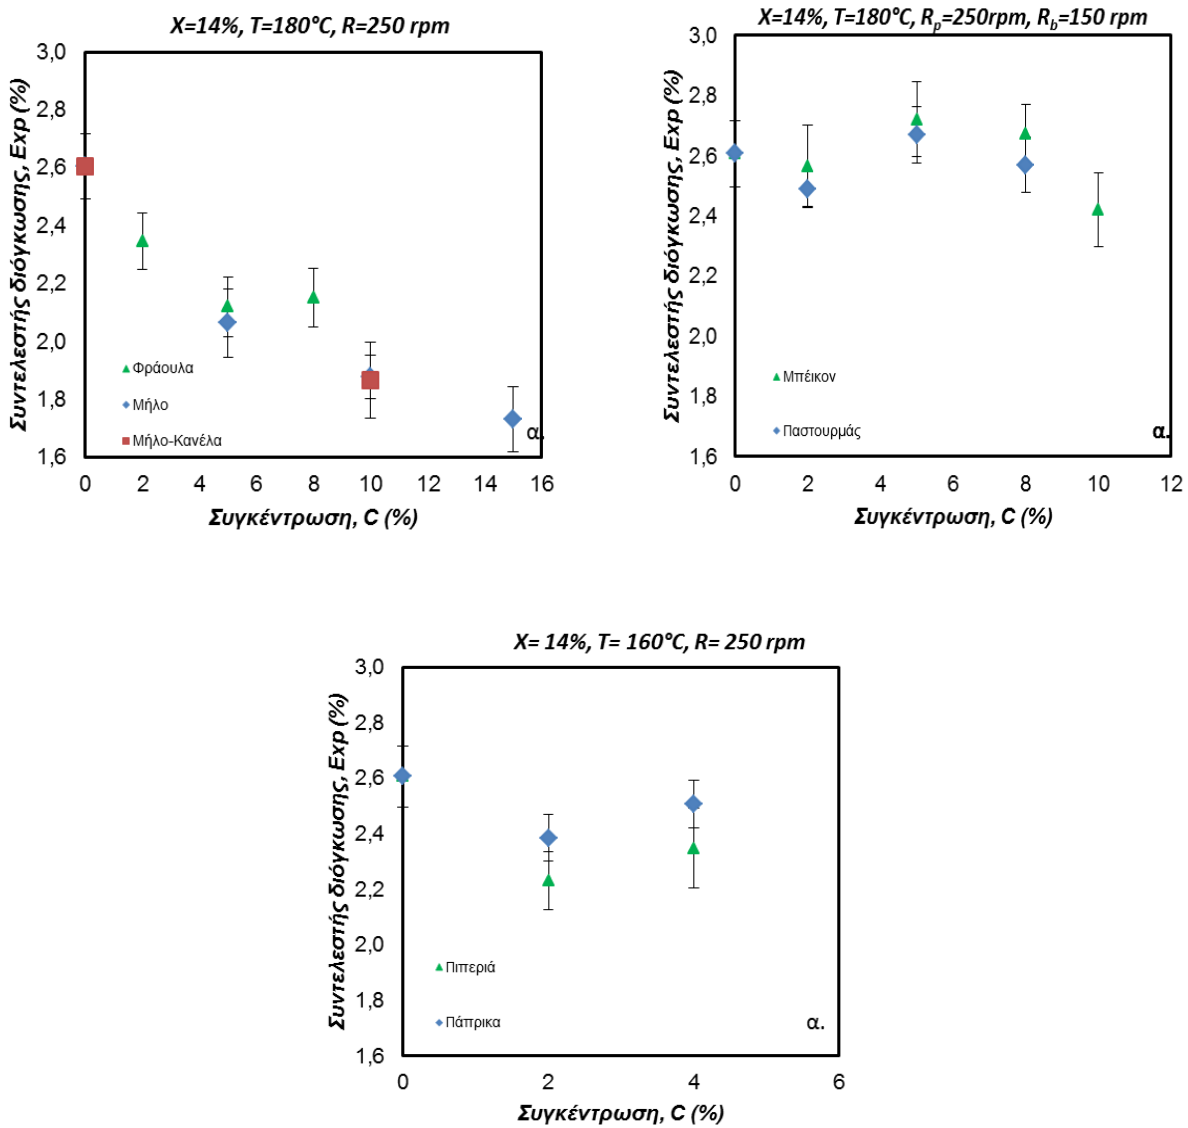 X=14%, T=180°C, R=250 rpm
Συντελεστής διόγκωσης, Exp (%)
3,0
2,8
2,6
2,4
2,2
2,0
1,8
1,6
Φράουλα
Μήλο
Μήλο-Κανέλα
α.
0 2 4 6 8 10 12 14 16
Συγκέντρωση, C (%)
X=14%, T=180°C, Rp=250rpm, Rb=150 rpm
Συντελεστής διόγκωσης, Exp (%)
3,0
2,8
2,6
2,4
2,2
2,0
1,8
1,6
Μπέικον
Παστουρμάς
α.
0 2 4 6 8 10 12
Συγκέντρωση, C (%)
X= 14%, T= 160°C, R= 250 rpm
Συντελεστής διόγκωσης, Exp (%)
3,0
2,8
2,6
2,4
2,2
2,0
1,8
1,6
Πιπεριά
Πάπρικα
α.
0 2 4 6
Συγκέντρωση, C (%)